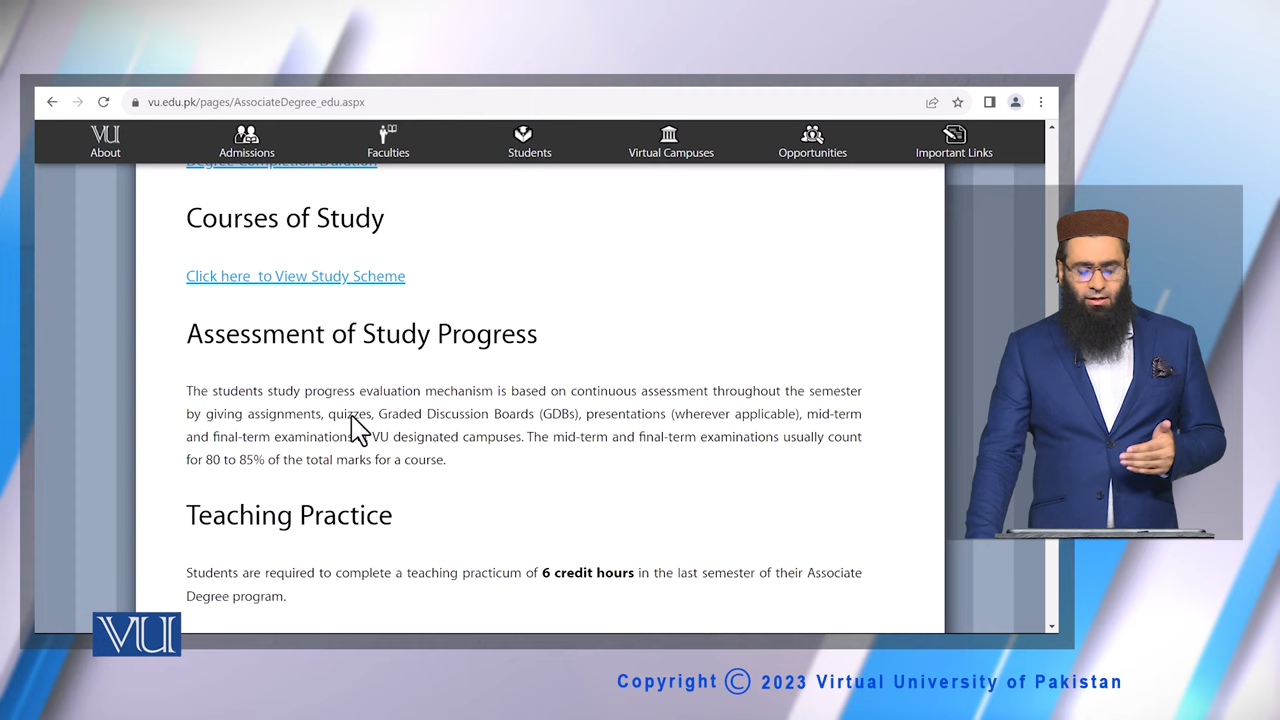 vu.edu.pk/pages/AssociateDegree_edu.aspx
VU
About
Admissions
Faculties
Students
Virtual Campuses
Opportunities
Important Links
Degree Completion Duration
Courses of Study
Click here to View Study Scheme
Assessment of Study Progress
The students study progress evaluation mechanism is based on continuous assessment throughout the semester
by giving assignments, quizzes, Graded Discussion Boards (GDBs), presentations (wherever applicable), mid-term
and final-term examinations VU designated campuses. The mid-term and final-term examinations usually count
for 80 to 85% of the total marks for a course.
Teaching Practice
Students are required to complete a teaching practicum of 6 credit hours in the last semester of their Associate
Degree program.
VU
Copyright © 2023 Virtual University of Pakistan